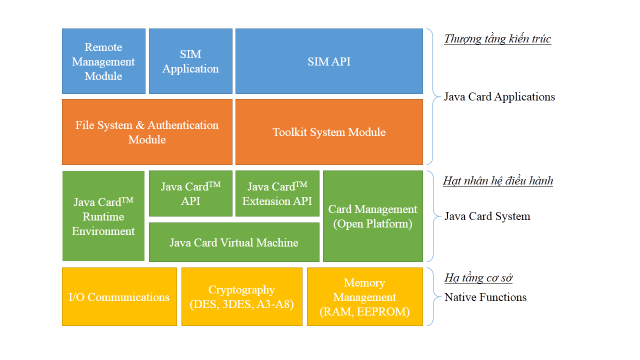 Remote
Management
Module
SIM
Application
SIM API
Thượng tầng kiến trúc
Java Card Applications
File System & Authentication
Module
Toolkit System Module
Java Card™
Runtime
Environment
Java Card™
API
Java Card™
Extension API
Java Card Virtual Machine
Card Management
(Open Platform)
Hạt nhân hệ điều hành
Java Card System
I/O Communications
Cryptography
(DES, 3DES, A3-A8)
Memory
Management
(RAM, EEPROM)
Hạ tầng cơ sở
Native Functions